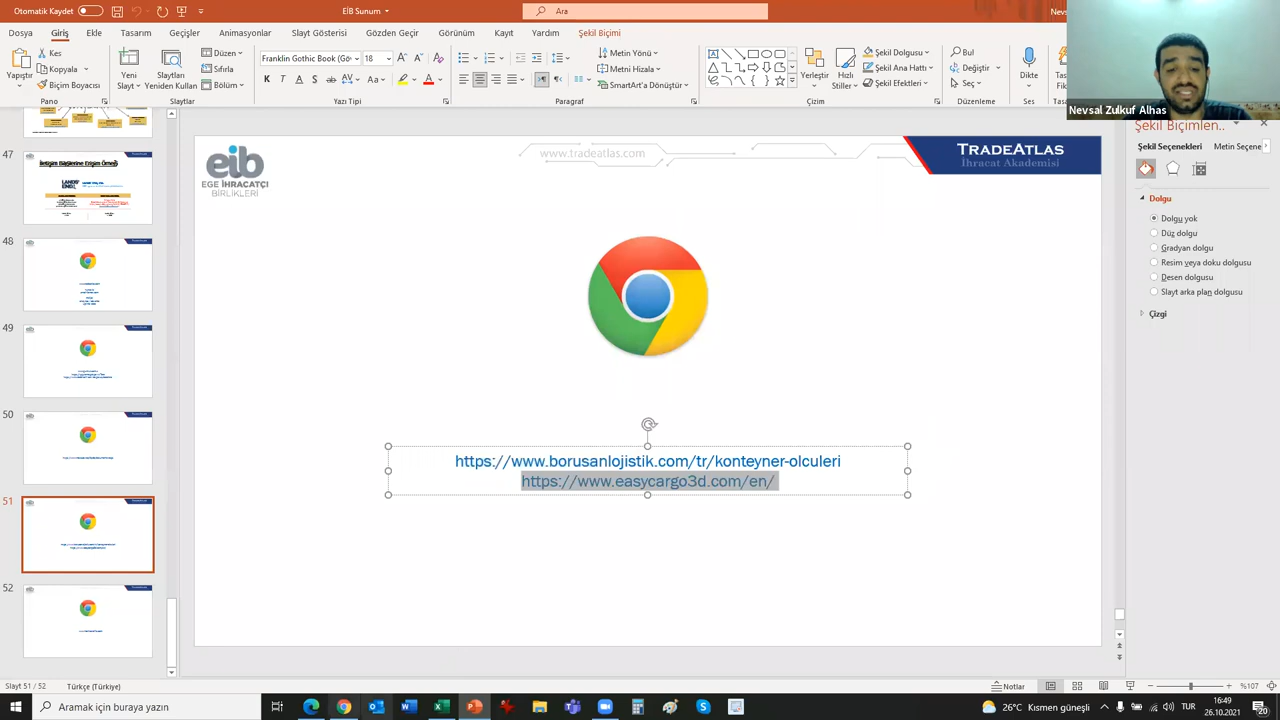 Otomatik Kaydet
EİB Sunum
Ara
Nevs
Dosya
Giriş
Ekle
Tasarım
Geçişler
Animasyonlar
Slayt Gösterisi
Gözden Geçir
Görünüm
Kayıt
Yardım
Şekil Biçimi
Yapıştır
Kes
Kopyala
Biçim Boyacısı
Pano
Yeni
Slayt
Slaytları
Yeniden Kullan
Düzen
Sıfırla
Bölüm
Slaytlar
Franklin Gothic Book (Gö
18
Yazı Tipi
Metin Yönü
Metni Hizala
SmartArt'a Dönüştür
Paragraf
Yerleştir
Hızlı
Stiller
Şekil Dolgusu
Şekil Ana Hattı
Şekil Efektleri
Çizim
Bul
Değiştir
Seç
Düzenleme
Dikte
Nevsal Zulkuf Alhas
Şekil Biçimlen..
Şekil Seçenekleri
Metin Seçene
Dolgu
Dolgu yok
Düz dolgu
Gradyan dolgu
Resim veya doku dolgusu
Desen dolgusu
Slayt arka plan dolgusu
Çizgi
47
48
49
50
51
52
eib
EGE İHRACATÇI
BİRLİKLERİ
www.tradeatlas.com
TRADEATLAS
İhracat Akademisi
https://www.borusanlojistik.com/tr/konteyner-olculeri
https://www.easycargo3d.com/en/
Slayt 51 / 52
Türkçe (Türkiye)
Notlar
%107
Aramak için buraya yazın
26°C Kısmen güneşli
TUR
16:49
26.10.2021